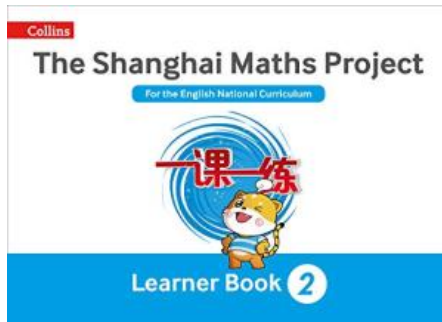 Collins
The Shanghai Maths Project
For the English National Curriculum
一课一练
Learner Book 2